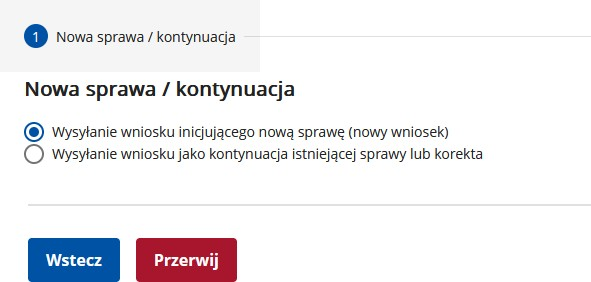 1 Nowa sprawa / kontynuacja
Nowa sprawa / kontynuacja
Wysyłanie wniosku inicjującego nową sprawę (nowy wniosek)
Wysyłanie wniosku jako kontynuacja istniejącej sprawy lub korekta
Wstecz Przerwij